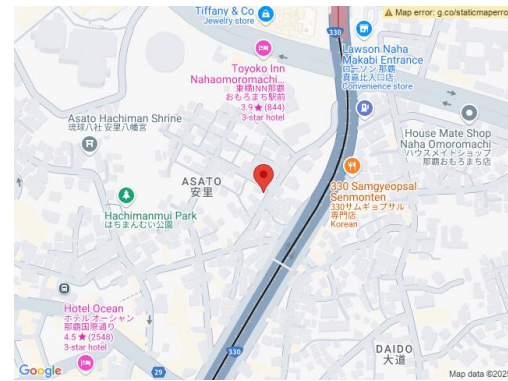 Tiffany & Co
Jewelry store
330
Map error: g.co/staticmaperro
Lawson Naha
Makabi Entrance
ローソン 那覇
真嘉比入口店
Convenience store
Toyoko Inn
Nahaomoromachi...
東横INN那覇
おもろまち駅前
3.9★(844)
3-star hotel
Asato Hachiman Shrine
琉球八社 安里八幡宮
House Mate Shop
Naha Omoromachi
ハウスメイトショップ
那覇おもろまち店
ASATO
安里
330 Samgyeopsal
Senmonten
330サムギョプサル
専門店
Korean
Hachimanmui Park
はちまんむい公園
Hotel Ocean
ホテル オーシャン
那覇国際通り
4.5★(2548)
3-star hotel
330
29
DAIDO
大道
Google
Map data ©2025